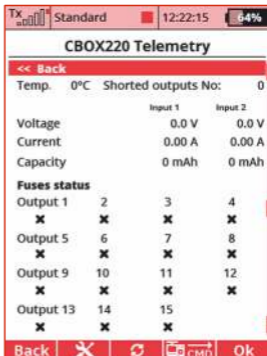 Tx Standard 12:22:15 64%
CBOX220 Telemetry
<< Back
Temp. 0°C Shorted outputs No: 0
Input 1 Input 2
Voltage 0.0 V 0.0 V
Current 0.00 A 0.00 A
Capacity 0 mAh 0 mAh
Fuses status
Output 1 2 3 4
Output 5 6 7 8
Output 9 10 11 12
Output 13 14 15
Back CMD Ok